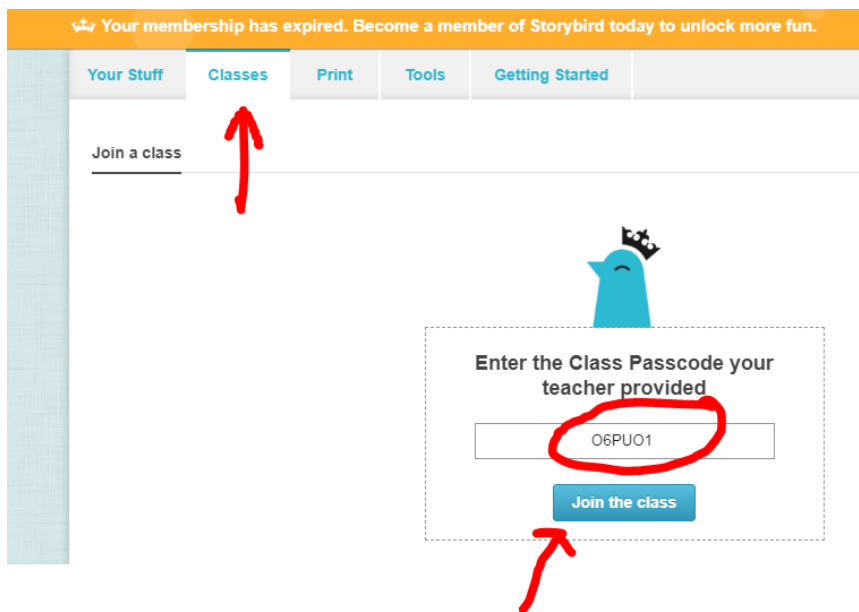 Your membership has expired. Become a member of Storybird today to unlock more fun.
Your Stuff Classes Print Tools Getting Started
Join a class
Enter the Class Passcode your
teacher provided
O6PUO1
Join the class